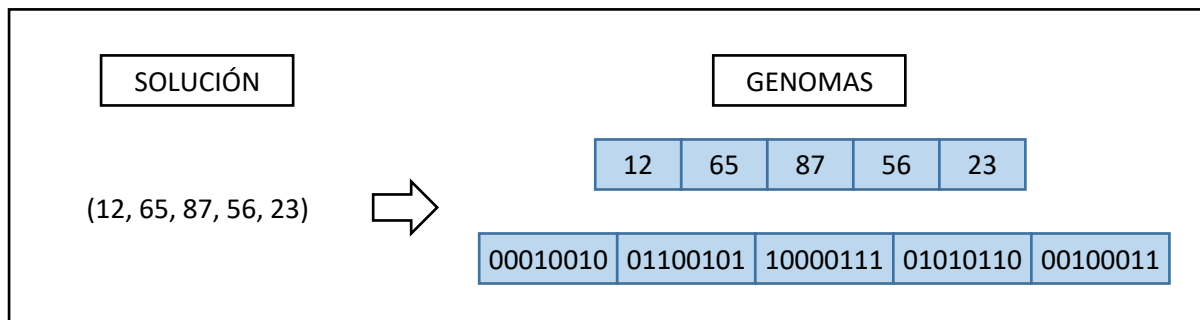 SOLUCIÓN
GENOMAS
12 65 87 56 23
(12, 65, 87, 56, 23)
00010010 01100101 10000111 01010110 00100011